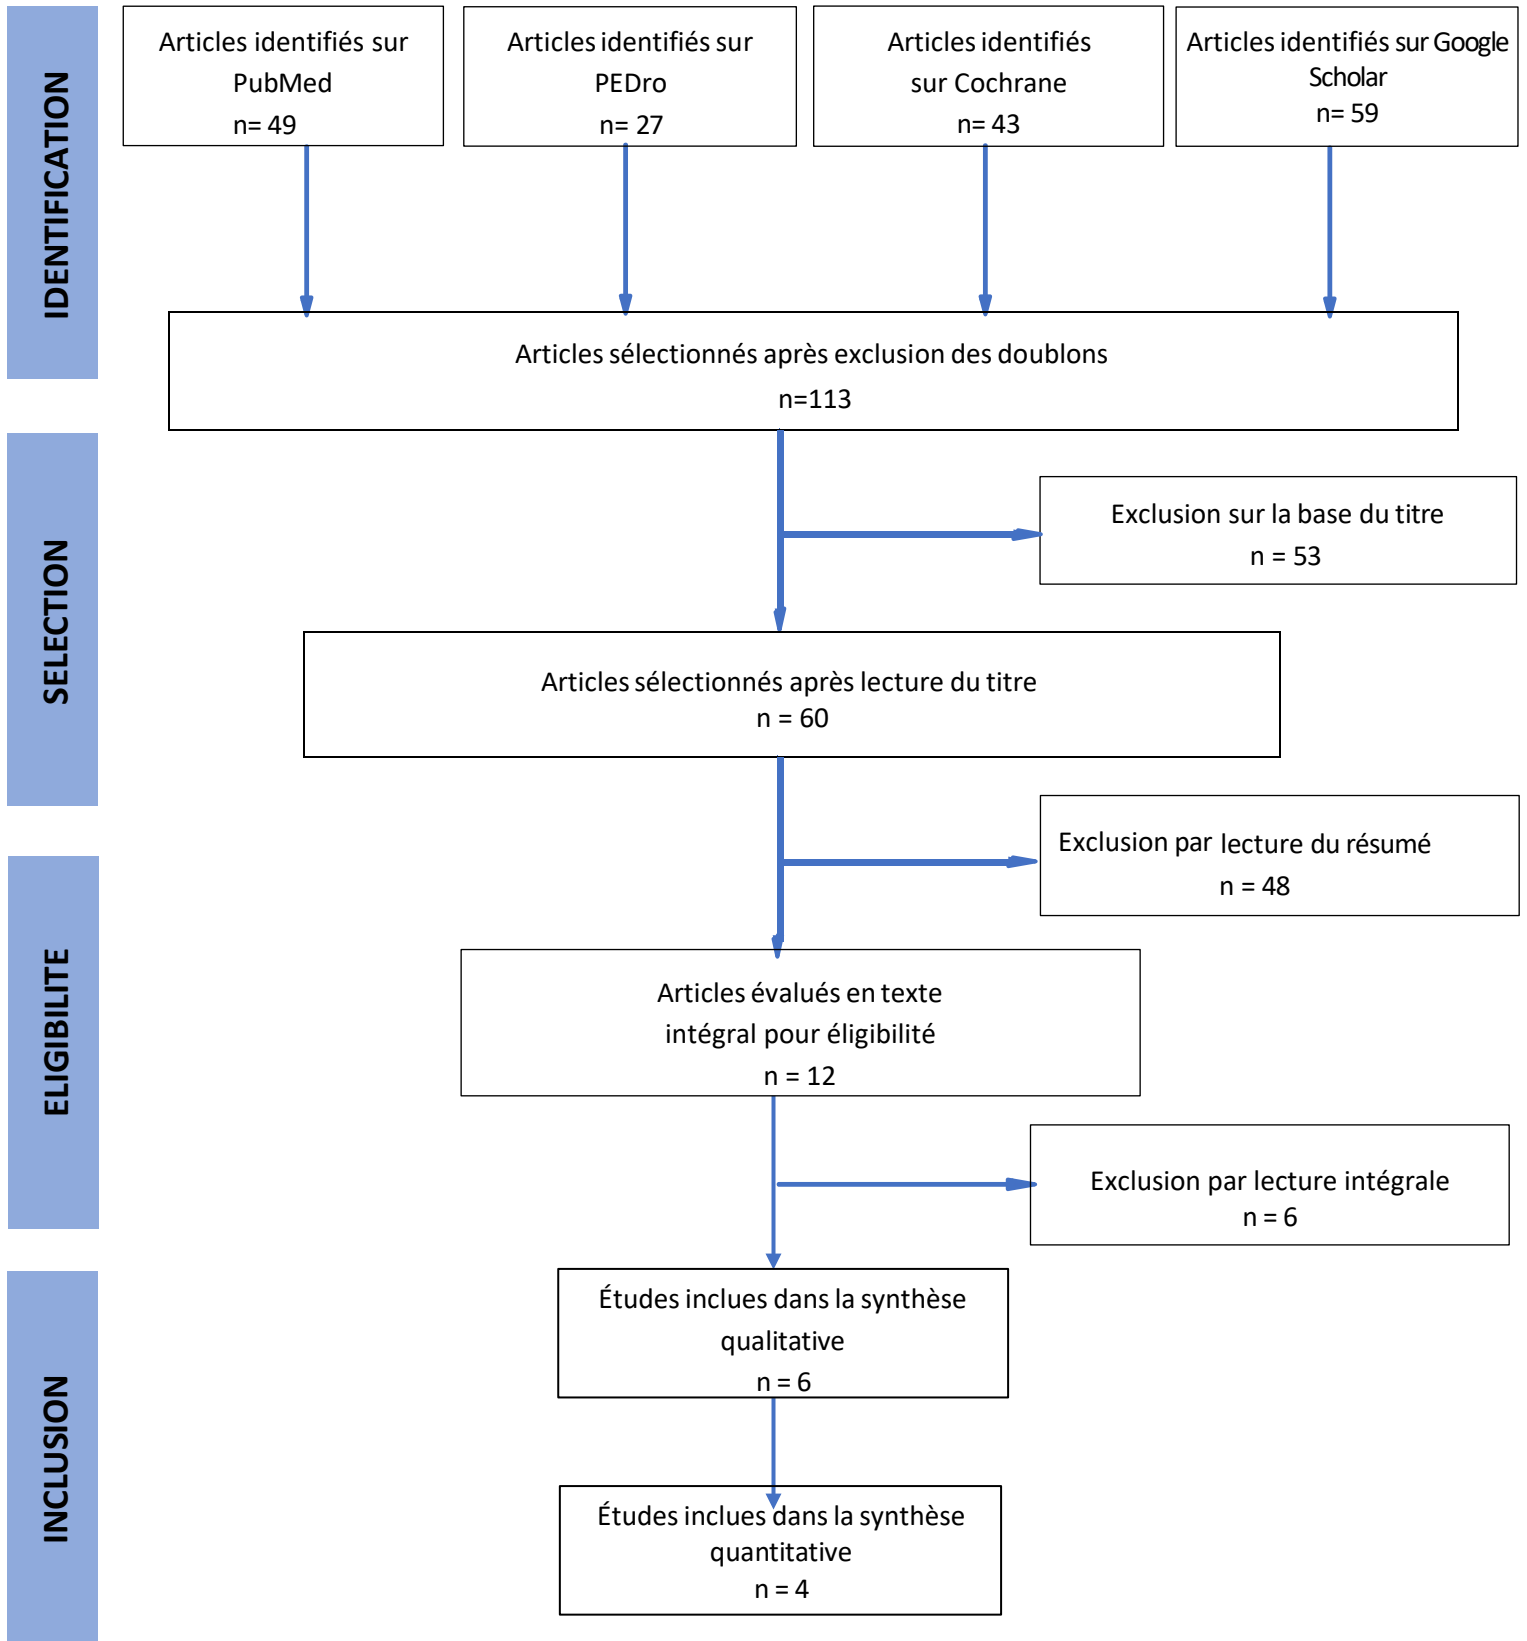 IDENTIFICATION
Articles identifiés sur
PubMed
n= 49
Articles identifiés sur
PEDro
n= 27
Articles identifiés
sur Cochrane
n= 43
Articles identifiés sur Google
Scholar
n= 59
Articles sélectionnés après exclusion des doublons
n=113
SELECTION
Exclusion sur la base du titre
n = 53
Articles sélectionnés après lecture du titre
n = 60
Exclusion par lecture du résumé
n = 48
ELIGIBILITE
Articles évalués en texte
intégral pour éligibilité
n = 12
Exclusion par lecture intégrale
n = 6
INCLUSION
Études inclues dans la synthèse
qualitative
n = 6
Études inclues dans la synthèse
quantitative
n = 4